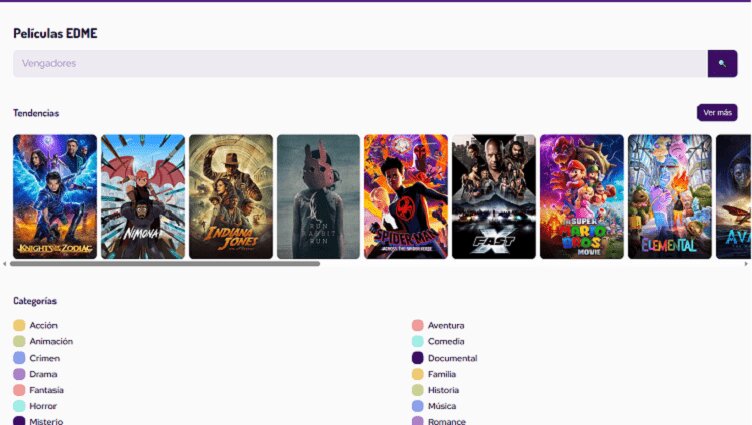 Películas EDME
Vengadores
Tendencias
Ver más
KNIGHTS OF THE ZODIAC
NIMONA
INDIANA JONES
RUN RABBIT RUN
SPIDER-MAN
ACROSS THE SPIDER-VERSE
FAST X
THE SUPER MARIO BROS. MOVIE
ELEMENTAL
AVA
Categorías
Acción
Aventura
Animación
Comedia
Crimen
Documental
Drama
Familia
Fantasía
Historia
Horror
Música
Misterio
Romance